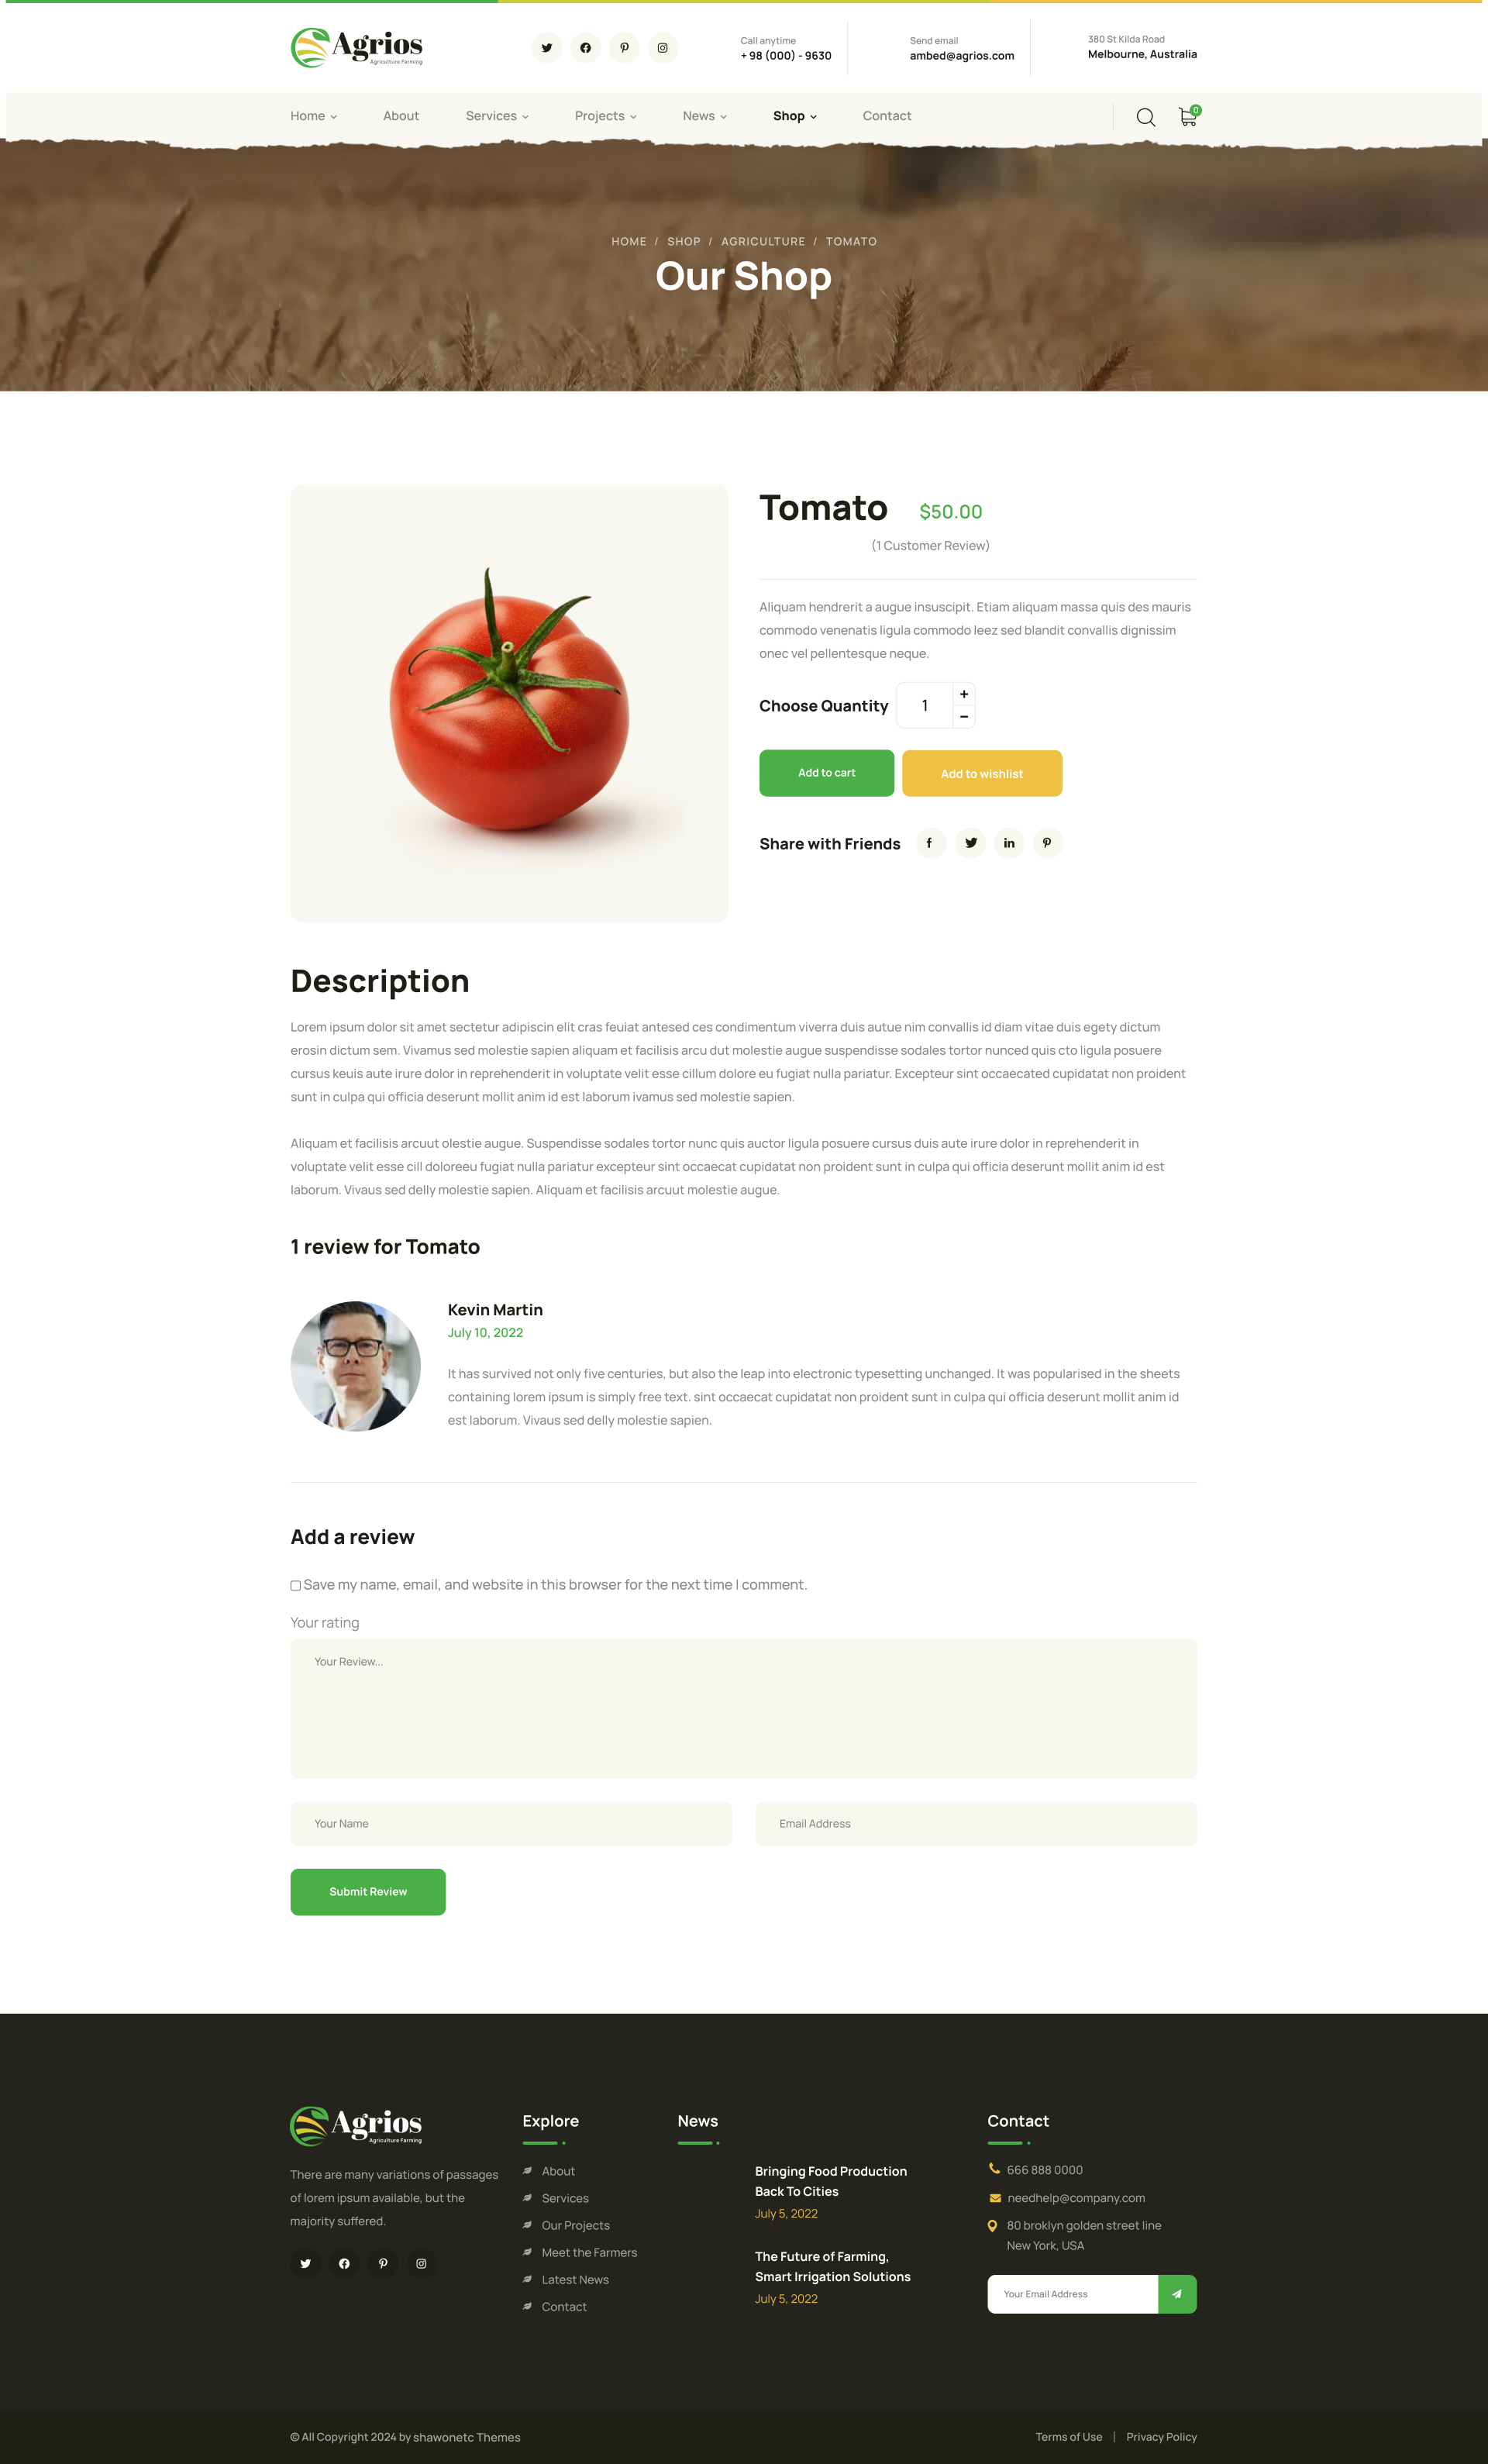 Agrios
Agriculture Farming
Call anytime
+ 98 (000) - 9630
Send email
ambed@agrios.com
380 St Kilda Road
Melbourne, Australia
Home
About
Services
Projects
News
Shop
Contact
0
HOME / SHOP / AGRICULTURE / TOMATO
Our Shop
Tomato $50.00
(1 Customer Review)
Aliquam hendrerit a augue insuscipit. Etiam aliquam massa quis des mauris
commodo venenatis ligula commodo leez sed blandit convallis dignissim
onec vel pellentesque neque.
Choose Quantity 1 + −
Add to cart
Add to wishlist
Share with Friends
Description
Lorem ipsum dolor sit amet sectetur adipiscin elit cras feuiat antesed ces condimentum viverra duis autue nim convallis id diam vitae duis egety dictum
erosin dictum sem. Vivamus sed molestie sapien aliquam et facilisis arcu dut molestie augue suspendisse sodales tortor nunced quis cto ligula posuere
cursus keuis aute irure dolor in reprehenderit in voluptate velit esse cillum dolore eu fugiat nulla pariatur. Excepteur sint occaecated cupidatat non proident
sunt in culpa qui officia deserunt mollit anim id est laborum ivamus sed molestie sapien.
Aliquam et facilisis arcuut olestie augue. Suspendisse sodales tortor nunc quis auctor ligula posuere cursus duis aute irure dolor in reprehenderit in
voluptate velit esse cill doloreeu fugiat nulla pariatur excepteur sint occaecat cupidatat non proident sunt in culpa qui officia deserunt mollit anim id est
laborum. Vivaus sed delly molestie sapien. Aliquam et facilisis arcuut molestie augue.
1 review for Tomato
Kevin Martin
July 10, 2022
It has survived not only five centuries, but also the leap into electronic typesetting unchanged. It was popularised in the sheets
containing lorem ipsum is simply free text. sint occaecat cupidatat non proident sunt in culpa qui officia deserunt mollit anim id
est laborum. Vivaus sed delly molestie sapien.
Add a review
Save my name, email, and website in this browser for the next time I comment.
Your rating
Your Review...
Your Name
Email Address
Submit Review
Agrios
Agriculture Farming
There are many variations of passages
of lorem ipsum available, but the
majority suffered.
Explore
About
Services
Our Projects
Meet the Farmers
Latest News
Contact
News
Bringing Food Production
Back To Cities
July 5, 2022
The Future of Farming,
Smart Irrigation Solutions
July 5, 2022
Contact
666 888 0000
needhelp@company.com
80 broklyn golden street line
New York, USA
Your Email Address
© All Copyright 2024 by shawonetc Themes
Terms of Use | Privacy Policy